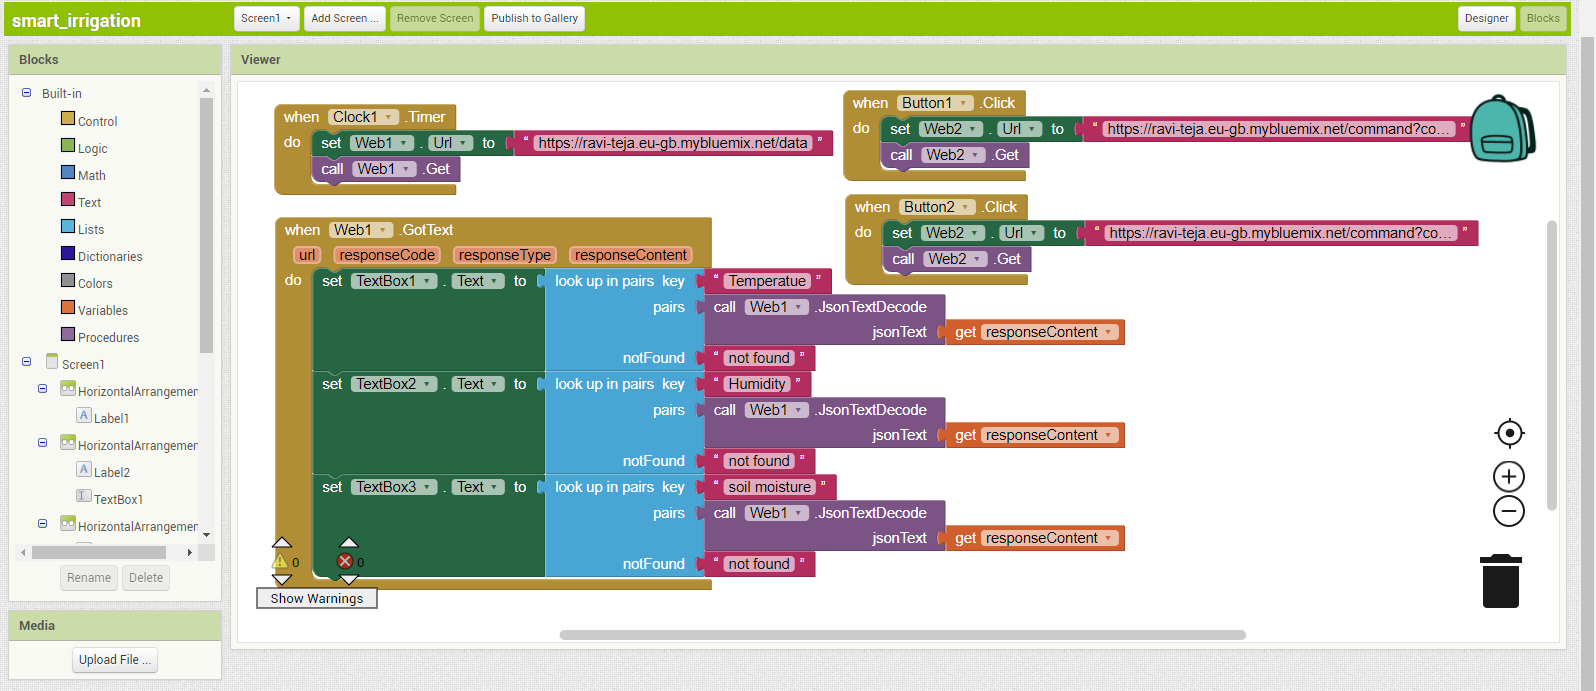 smart_irrigation
Screen1 Add Screen ... Remove Screen Publish to Gallery Designer Blocks
Blocks
Built-in
Control
Logic
Math
Text
Lists
Dictionaries
Colors
Variables
Procedures
Screen1
HorizontalArrangemen
Label1
HorizontalArrangemen
Label2
TextBox1
HorizontalArrangemen
Rename Delete
Media
Upload File ...
Viewer
when Clock1 .Timer
do set Web1 . Url to " https://ravi-teja.eu-gb.mybluemix.net/data "
call Web1 .Get
when Button1 .Click
do set Web2 . Url to " https://ravi-teja.eu-gb.mybluemix.net/command?co... "
call Web2 .Get
when Button2 .Click
do set Web2 . Url to " https://ravi-teja.eu-gb.mybluemix.net/command?co... "
call Web2 .Get
when Web1 .GotText
url responseCode responseType responseContent
do set TextBox1 . Text to look up in pairs key " Temperatue "
pairs call Web1 .JsonTextDecode
jsonText get responseContent
notFound " not found "
set TextBox2 . Text to look up in pairs key " Humidity "
pairs call Web1 .JsonTextDecode
jsonText get responseContent
notFound " not found "
set TextBox3 . Text to look up in pairs key " soil moisture "
pairs call Web1 .JsonTextDecode
jsonText get responseContent
notFound " not found "
0 0
Show Warnings